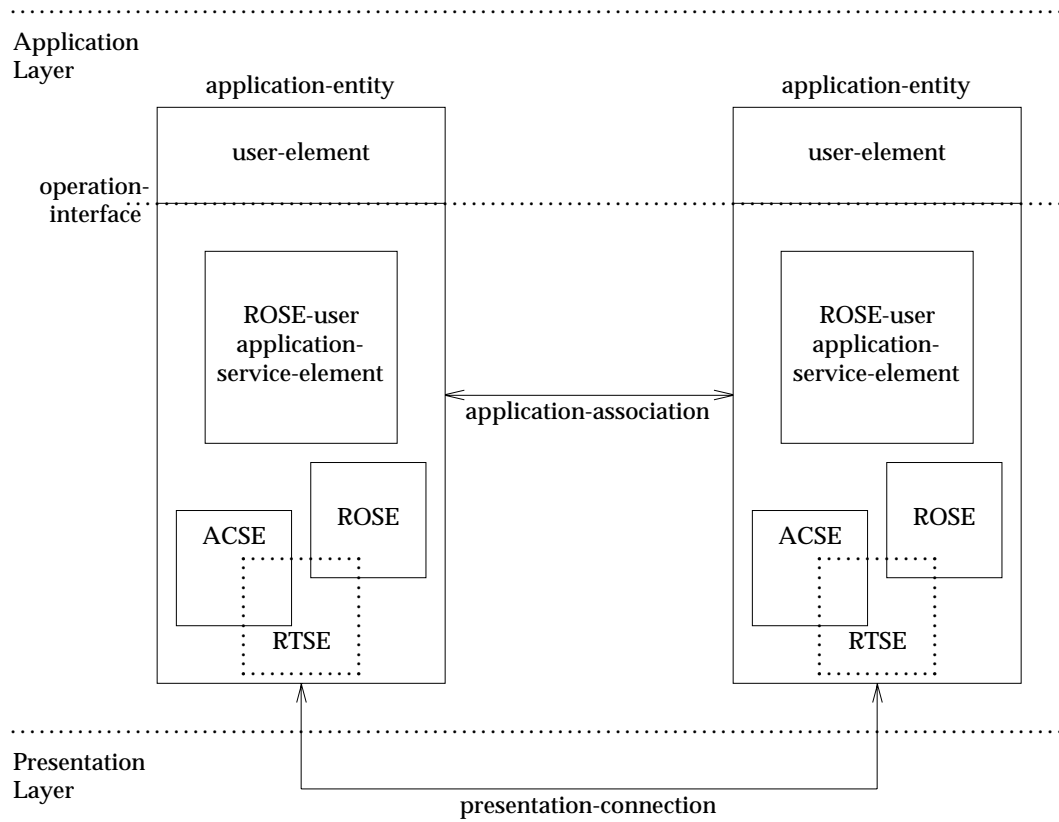 Application
Layer
application-entity
application-entity
user-element
user-element
operation-
interface
ROSE-user
application-
service-element
ROSE-user
application-
service-element
application-association
ROSE
ROSE
ACSE
ACSE
RTSE
RTSE
Presentation
Layer
presentation-connection